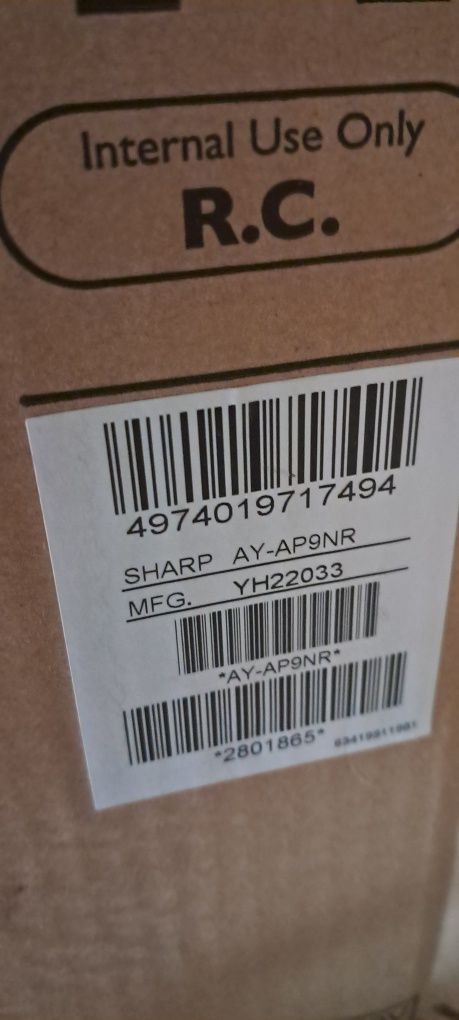 Internal Use Only
R.C.
4974019717494
SHARP AY-AP9NR
MFG. YH22033
*AY-AP9NR*
*2801865*